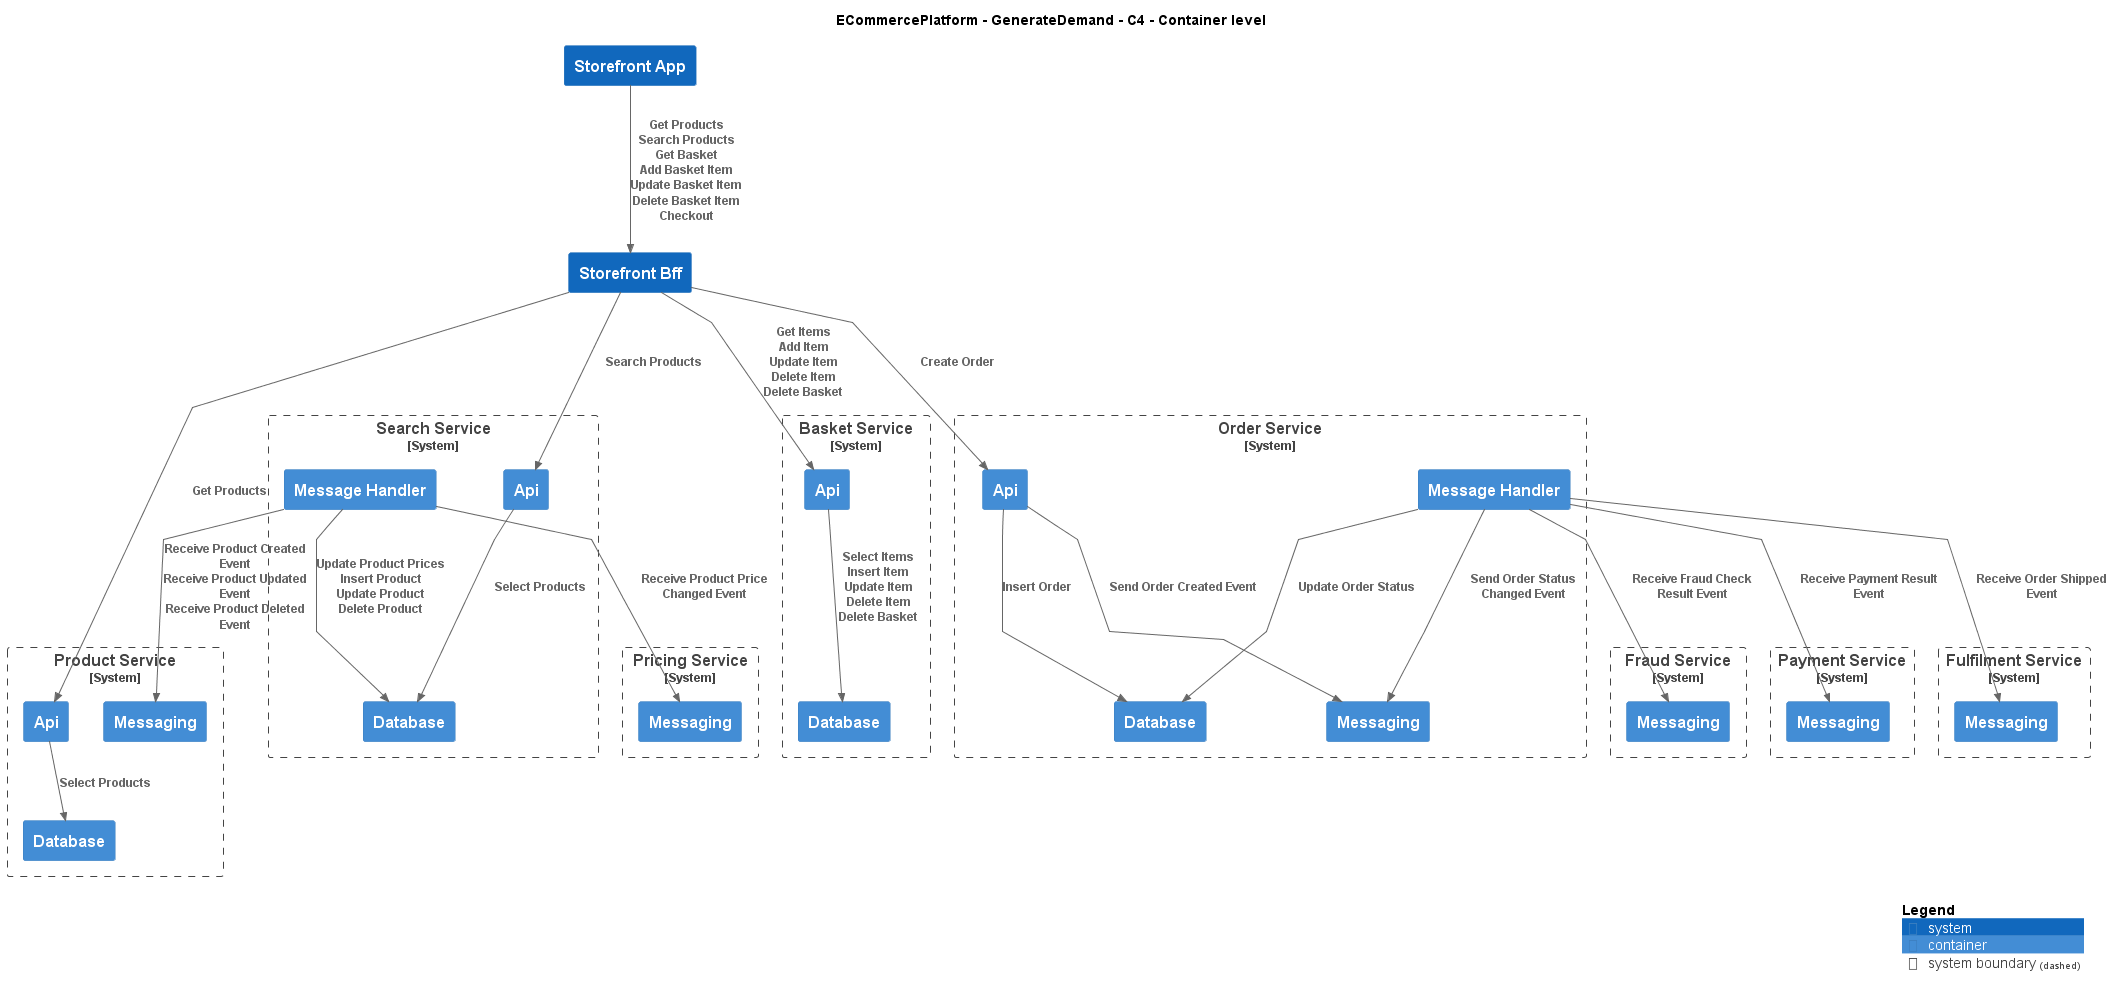 ECommercePlatform - GenerateDemand - C4 - Container level
Storefront App
Get Products
Search Products
Get Basket
Add Basket Item
Update Basket Item
Delete Basket Item
Checkout
Storefront Bff
Get Items
Add Item
Update Item
Delete Item
Delete Basket
Search Products
Create Order
Search Service
[System]
Basket Service
[System]
Order Service
[System]
Get Products
Message Handler
Api
Api
Api
Message Handler
Receive Product Created
Event
Receive Product Updated
Event
Receive Product Deleted
Event
Update Product Prices
Insert Product
Update Product
Delete Product
Select Products
Receive Product Price
Changed Event
Select Items
Insert Item
Update Item
Delete Item
Delete Basket
Insert Order
Send Order Created Event
Update Order Status
Send Order Status
Changed Event
Receive Fraud Check
Result Event
Receive Payment Result
Event
Receive Order Shipped
Event
Product Service
[System]
Pricing Service
[System]
Fraud Service
[System]
Payment Service
[System]
Fulfilment Service
[System]
Api
Messaging
Database
Messaging
Database
Database
Messaging
Messaging
Messaging
Messaging
Select Products
Database
Legend
system
container
system boundary (dashed)